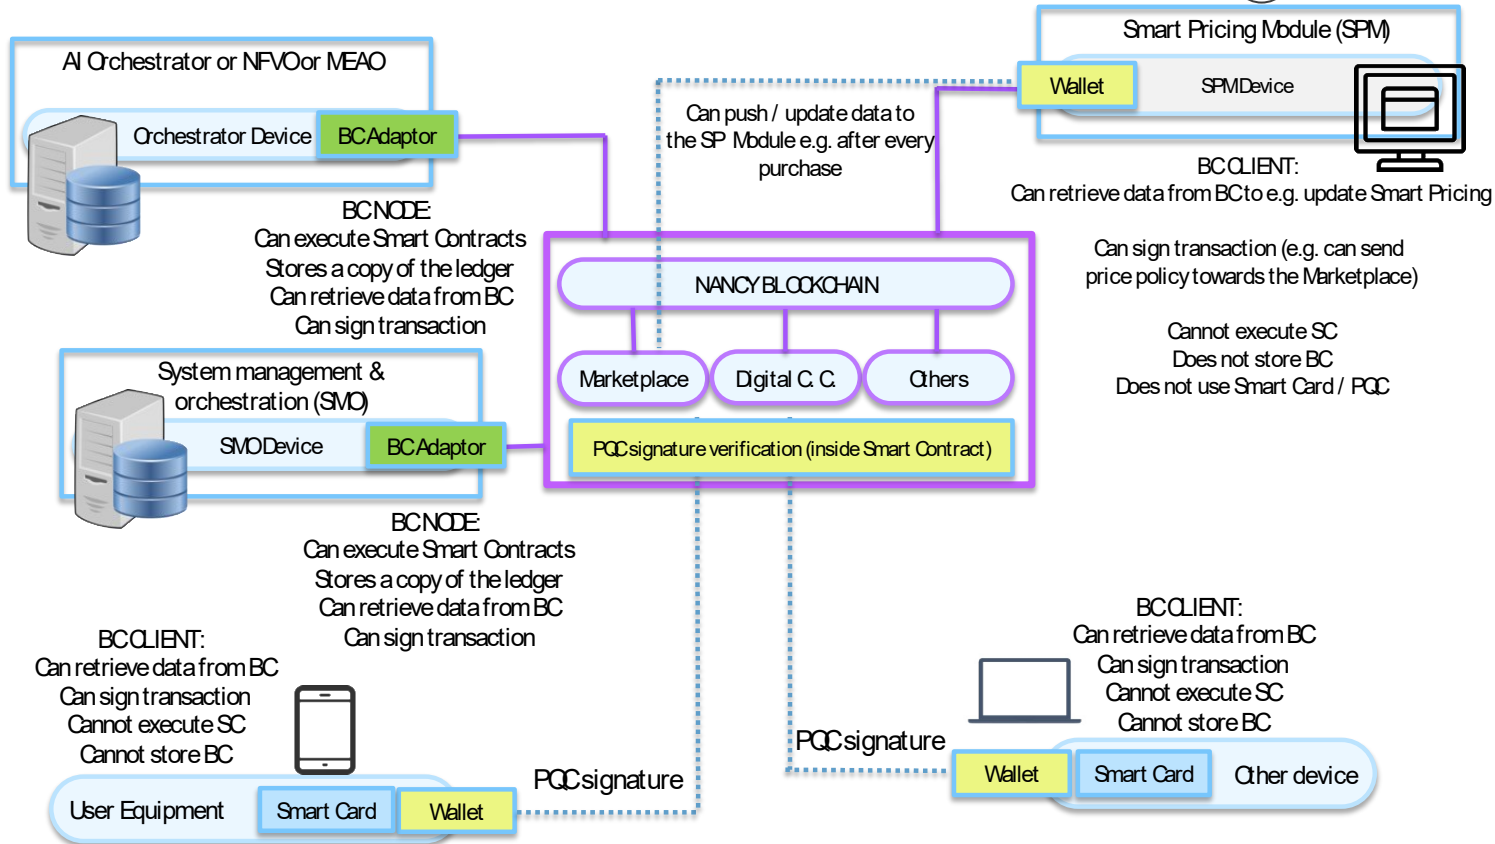 AI Orchestrator or NFVO or MEAO
Orchestrator Device
BC Adaptor
BC NODE:
Can execute Smart Contracts
Stores a copy of the ledger
Can retrieve data from BC
Can sign transaction
System management &
orchestration (SMO)
SMO Device
BC Adaptor
BC NODE:
Can execute Smart Contracts
Stores a copy of the ledger
Can retrieve data from BC
Can sign transaction
Can push / update data to
the SP Module e.g. after every
purchase
Smart Pricing Module (SPM)
Wallet
SPM Device
BC CLIENT:
Can retrieve data from BC to e.g. update Smart Pricing
Can sign transaction (e.g. can send
price policy towards the Marketplace)
Cannot execute SC
Does not store BC
Does not use Smart Card / PQC
NANCY BLOCKCHAIN
Marketplace
Digital C. C.
Others
PQC signature verification (inside Smart Contract)
BC CLIENT:
Can retrieve data from BC
Can sign transaction
Cannot execute SC
Cannot store BC
User Equipment
Smart Card
Wallet
PQC signature
BC CLIENT:
Can retrieve data from BC
Can sign transaction
Cannot execute SC
Cannot store BC
PQC signature
Wallet
Smart Card
Other device